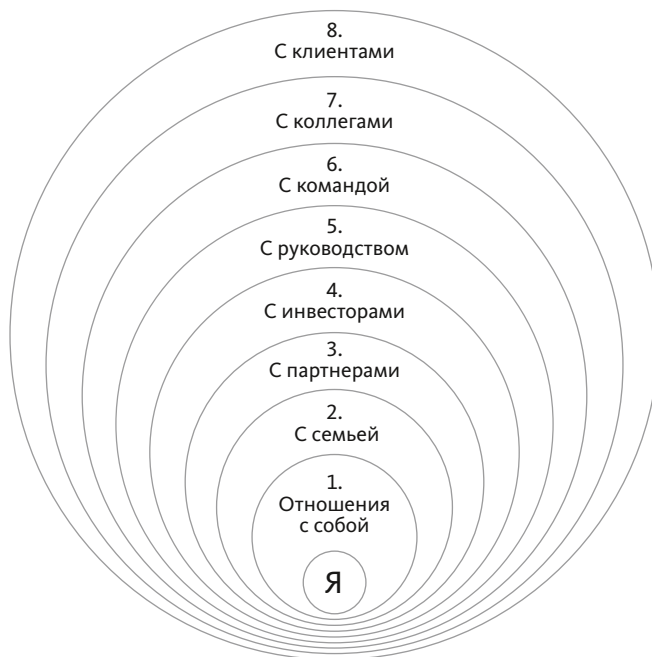 8.
С клиентами
7.
С коллегами
6.
С командой
5.
С руководством
4.
С инвесторами
3.
С партнерами
2.
С семьей
1.
Отношения
с собой
Я